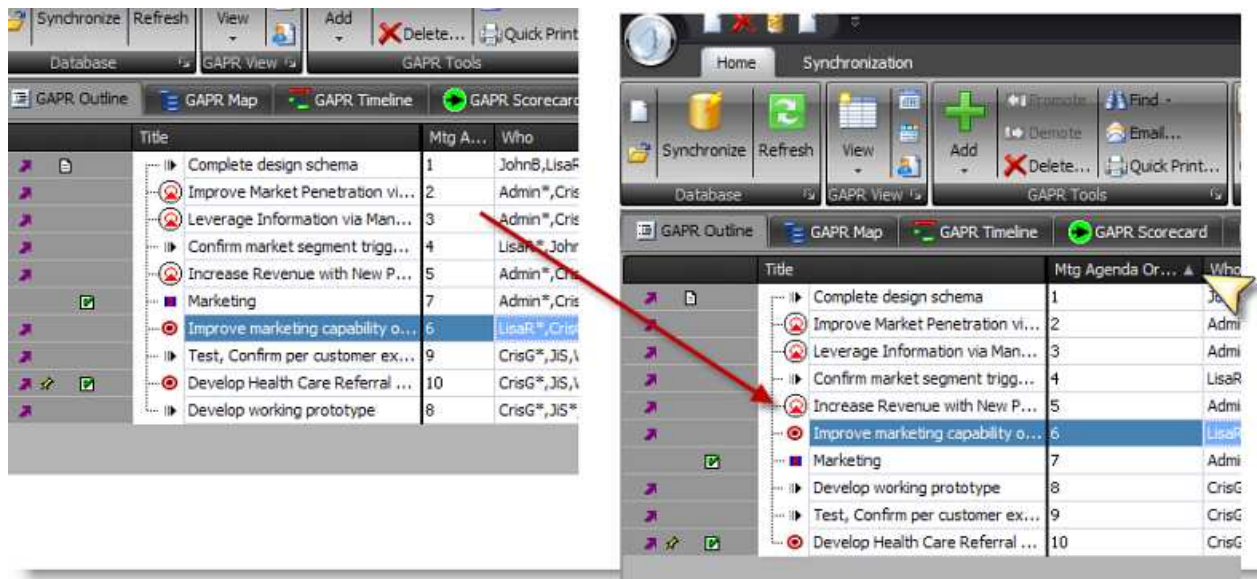 Synchronize Refresh View Add Delete... Quick Print
Database GAPR View GAPR Tools
GAPR Outline GAPR Map GAPR Timeline GAPR Scorecard
Title Mtg A... Who
Complete design schema 1 JohnB,LisaR
Improve Market Penetration vi... 2 Admin*,Cris
Leverage Information via Man... 3 Admin*,Cris
Confirm market segment trigg... 4 LisaR*,John
Increase Revenue with New P... 5 Admin*,Cris
Marketing 7 Admin*,Cris
Improve marketing capability o... 6 LisaR*,Cris
Test, Confirm per customer ex... 9 CrisG*,JiS,
Develop Health Care Referral ... 10 CrisG*,JiS,
Develop working prototype 8 CrisG*,JiS*
Home Synchronization
Promote Find
Demote Email...
Synchronize Refresh View Add Delete... Quick Print...
Database GAPR View GAPR Tools
GAPR Outline GAPR Map GAPR Timeline GAPR Scorecard
Title Mtg Agenda Or... Who
Complete design schema 1
Improve Market Penetration vi... 2 Admi
Leverage Information via Man... 3 Admi
Confirm market segment trigg... 4 LisaR
Increase Revenue with New P... 5 Admi
Improve marketing capability o... 6 LisaR
Marketing 7 Admi
Develop working prototype 8 CrisG
Test, Confirm per customer ex... 9 CrisG
Develop Health Care Referral ... 10 CrisG